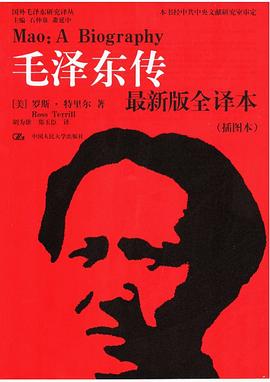 国外毛泽东研究译丛
主编 石仲泉 萧延中
本书经中共中央文献研究室审定
Mao: A Biography
毛泽东传
[美] 罗斯·特里尔 著
Ross Terrill
胡为雄 郑玉臣 译
最新版全译本
(插图本)
中国人民大学出版社